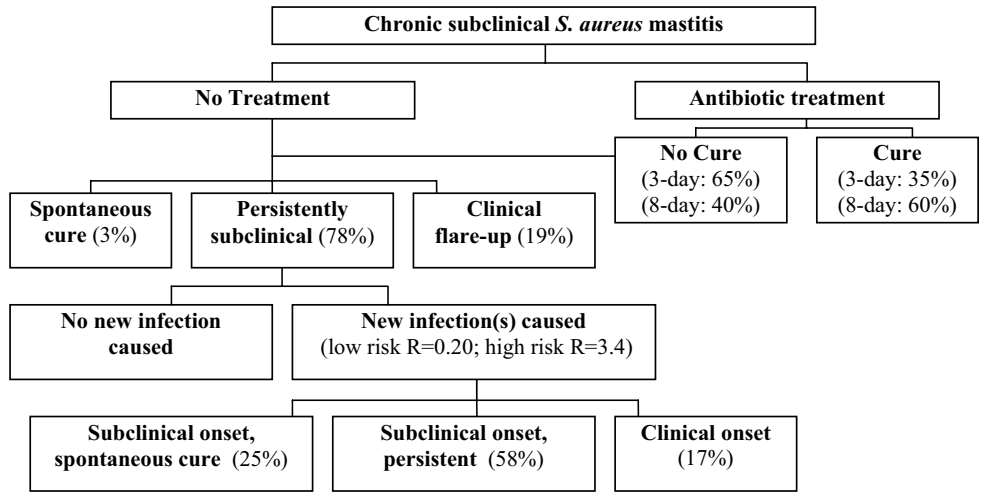 Chronic subclinical S. aureus mastitis
No Treatment
Antibiotic treatment
No Cure
(3-day: 65%)
(8-day: 40%)
Cure
(3-day: 35%)
(8-day: 60%)
Spontaneous
cure (3%)
Persistently
subclinical (78%)
Clinical
flare-up (19%)
No new infection
caused
New infection(s) caused
(low risk R=0.20; high risk R=3.4)
Subclinical onset,
spontaneous cure (25%)
Subclinical onset,
persistent (58%)
Clinical onset
(17%)